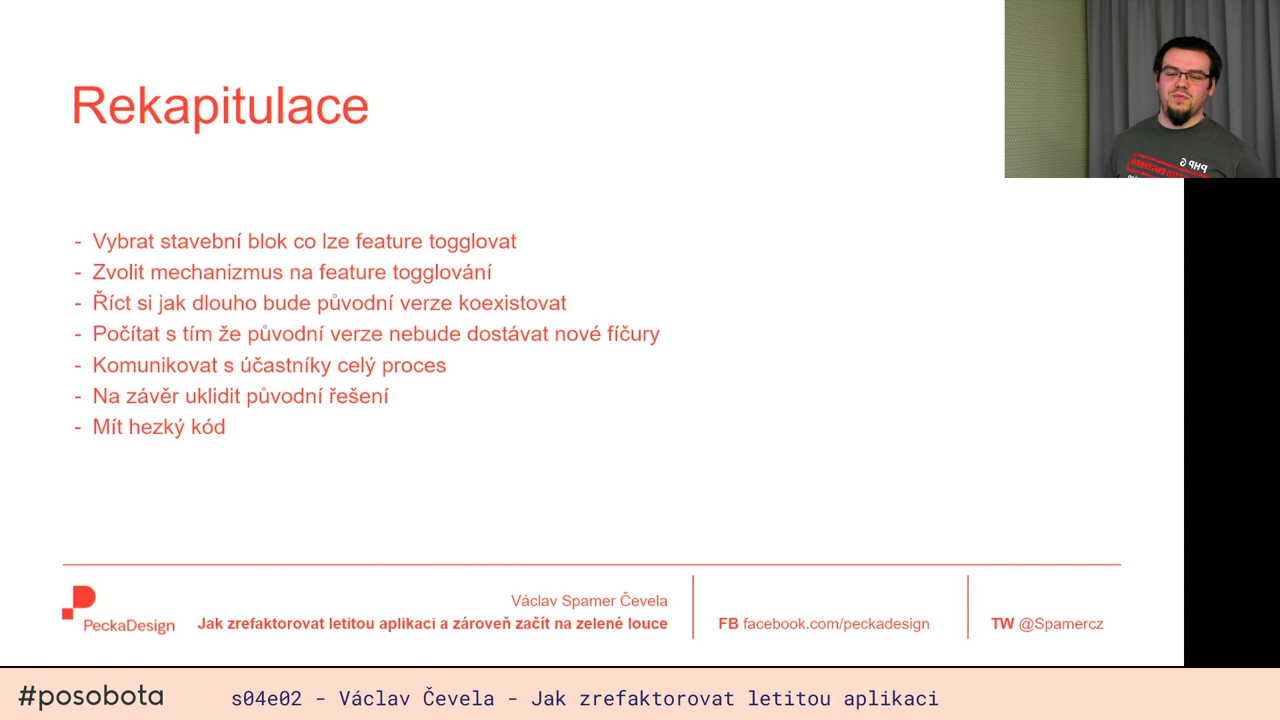 Rekapitulace
- Vybrat stavební blok co lze feature togglovat
- Zvolit mechanizmus na feature togglování
- Říct si jak dlouho bude původní verze koexistovat
- Počítat s tím že původní verze nebude dostávat nové fíčury
- Komunikovat s účastníky celý proces
- Na závěr uklidit původní řešení
- Mít hezký kód
PeckaDesign
Václav Spamer Čevela
Jak zrefaktorovat letitou aplikaci a zároveň začít na zelené louce
FB facebook.com/peckadesign
TW @Spamercz
#posobota
s04e02 - Václav Čevela - Jak zrefaktorovat letitou aplikaci